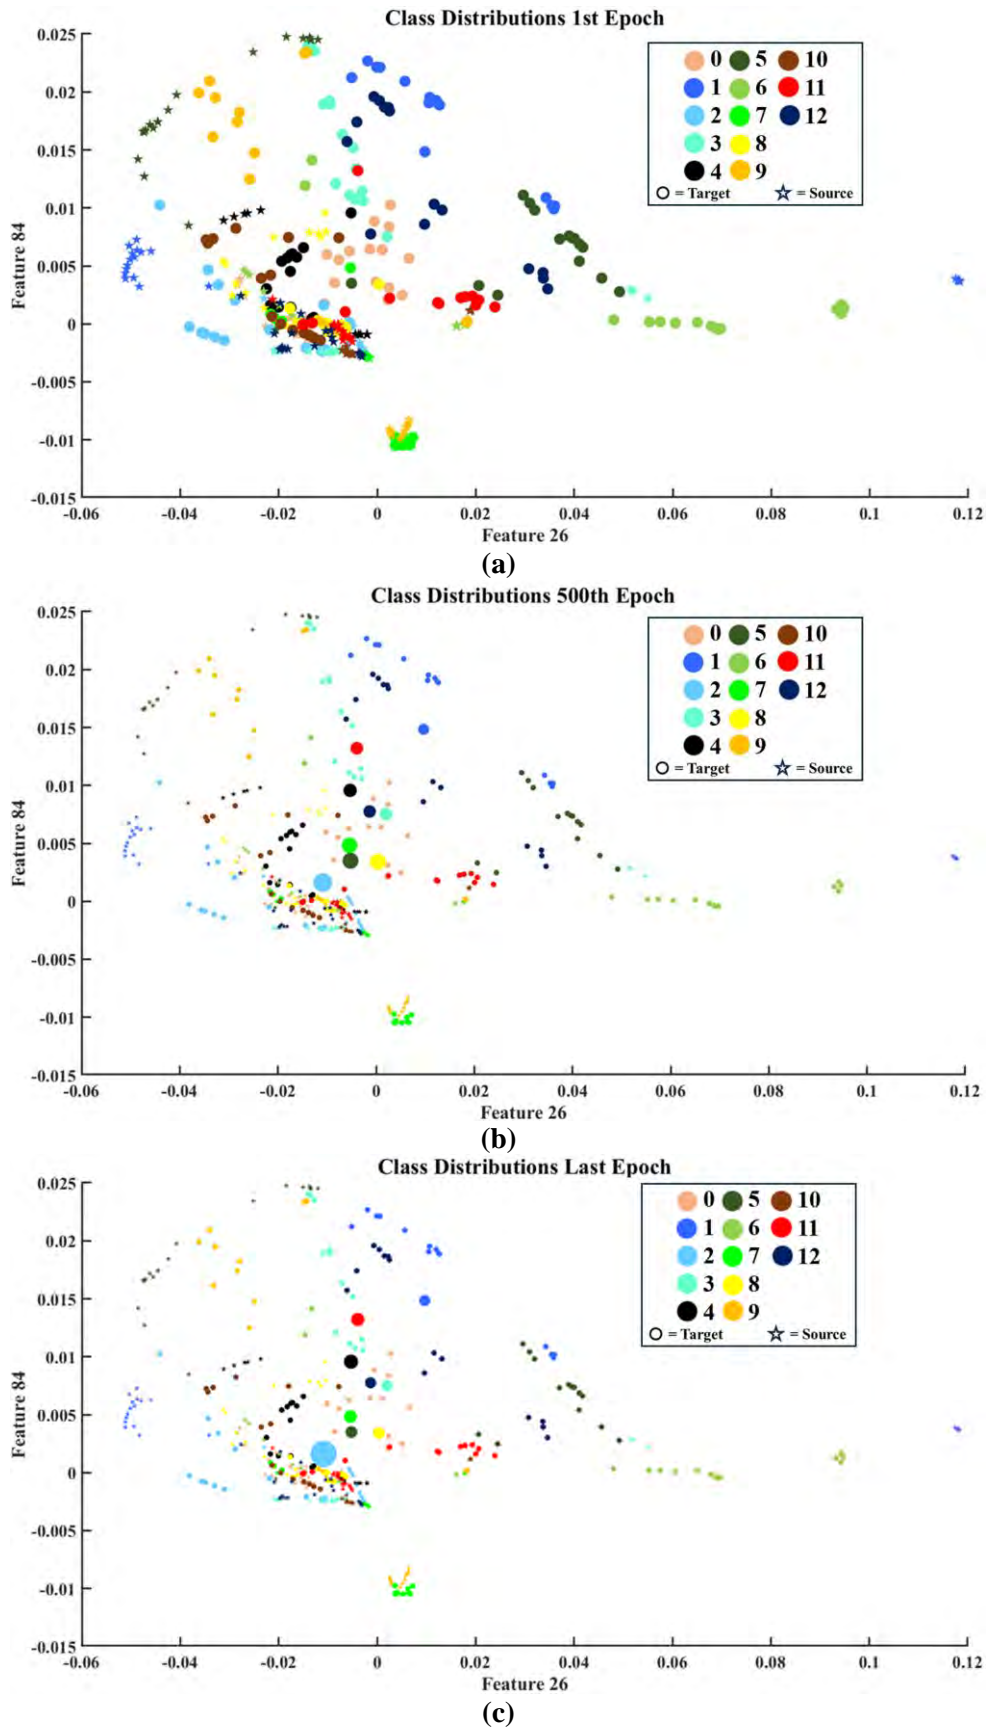 Class Distributions 1st Epoch
0.025
0.02
0.015
0.01
0.005
0
-0.005
-0.01
-0.015
Feature 84
0 5 10
1 6 11
2 7 12
3 8
4 9
= Target = Source
-0.06 -0.04 -0.02 0 0.02 0.04 0.06 0.08 0.1 0.12
Feature 26
(a)
Class Distributions 500th Epoch
0.025
0.02
0.015
0.01
0.005
0
-0.005
-0.01
-0.015
Feature 84
0 5 10
1 6 11
2 7 12
3 8
4 9
= Target = Source
-0.06 -0.04 -0.02 0 0.02 0.04 0.06 0.08 0.1 0.12
Feature 26
(b)
Class Distributions Last Epoch
0.025
0.02
0.015
0.01
0.005
0
-0.005
-0.01
-0.015
Feature 84
0 5 10
1 6 11
2 7 12
3 8
4 9
= Target = Source
-0.06 -0.04 -0.02 0 0.02 0.04 0.06 0.08 0.1 0.12
Feature 26
(c)